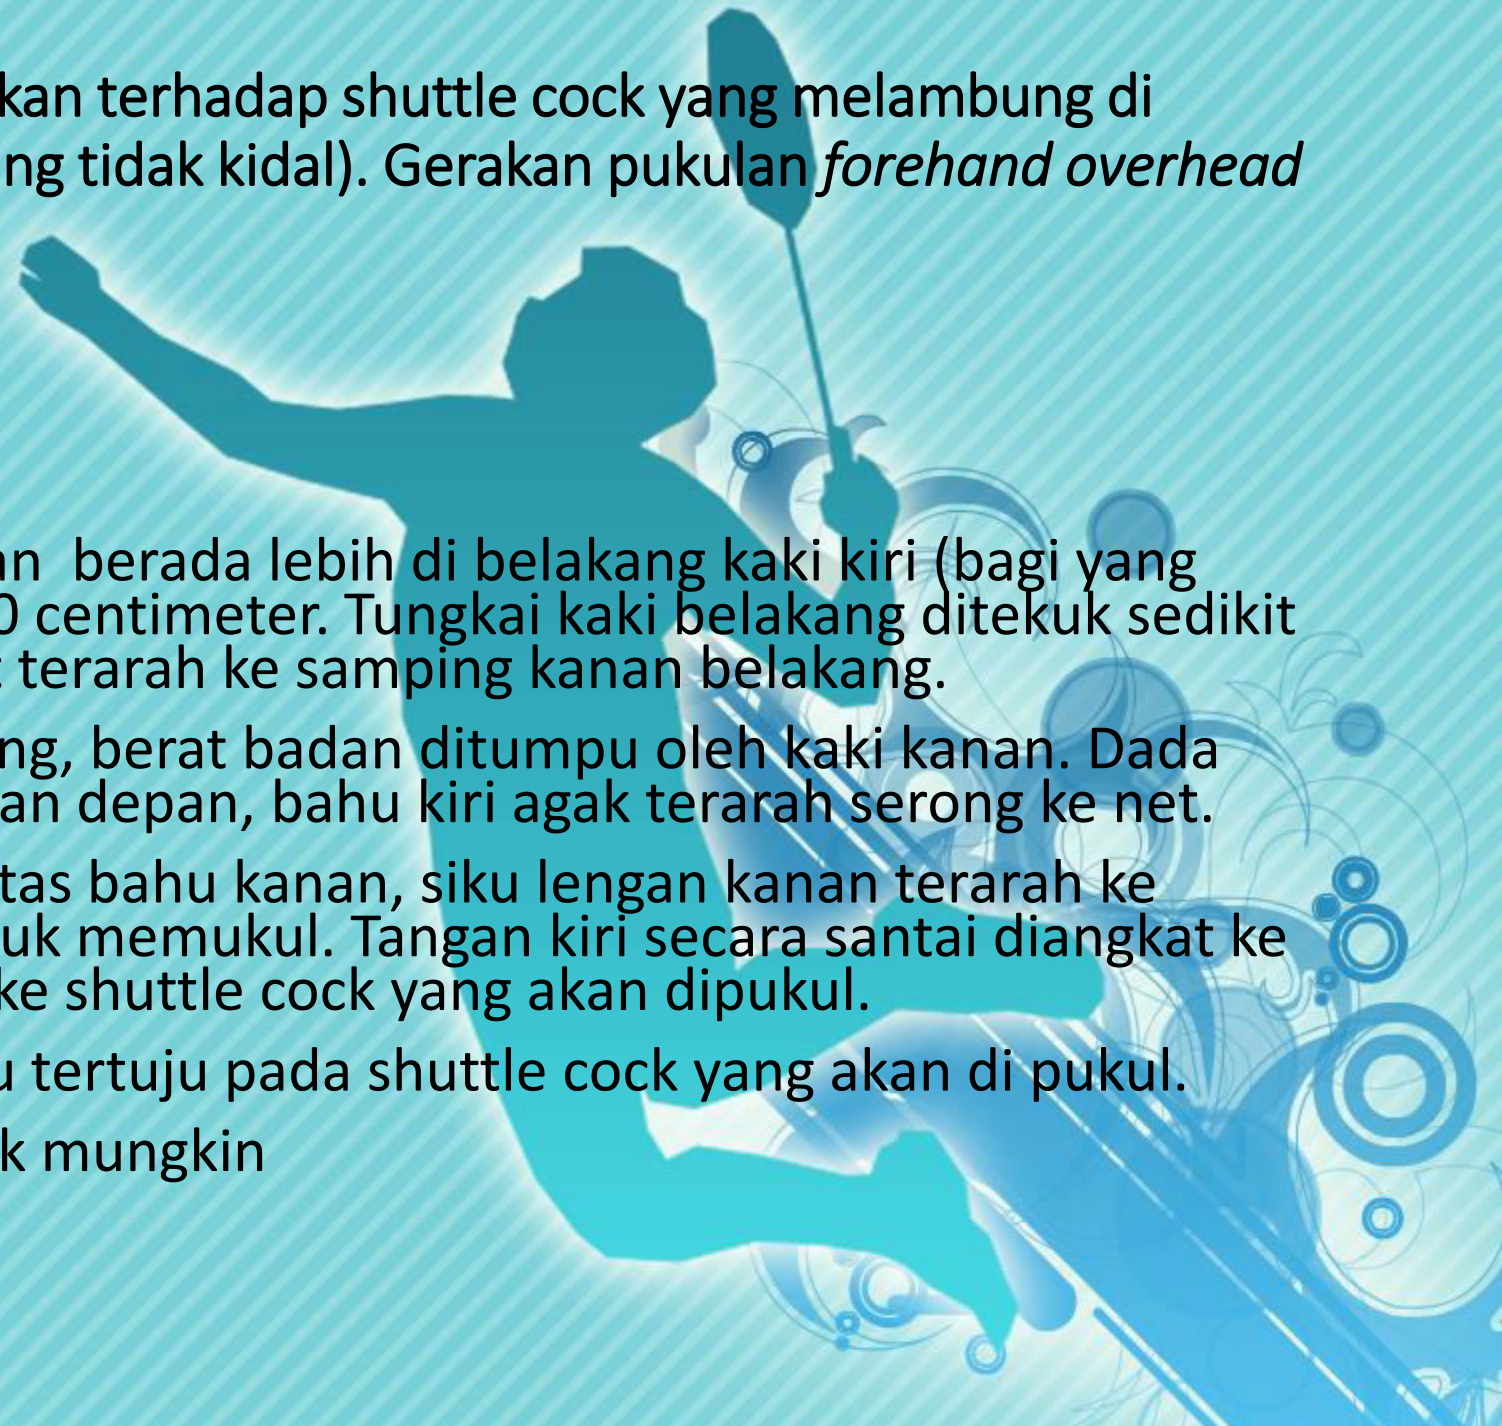 kan terhadap shuttle cock yang melambung di
ng tidak kidal). Gerakan pukulan forehand overhead
an berada lebih di belakang kaki kiri (bagi yang
0 centimeter. Tungkai kaki belakang ditekuk sedikit
t terarah ke samping kanan belakang.
ng, berat badan ditumpu oleh kaki kanan. Dada
an depan, bahu kiri agak terarah serong ke net.
tas bahu kanan, siku lengan kanan terarah ke
uk memukul. Tangan kiri secara santai diangkat ke
ke shuttle cock yang akan dipukul.
u tertuju pada shuttle cock yang akan di pukul.
k mungkin